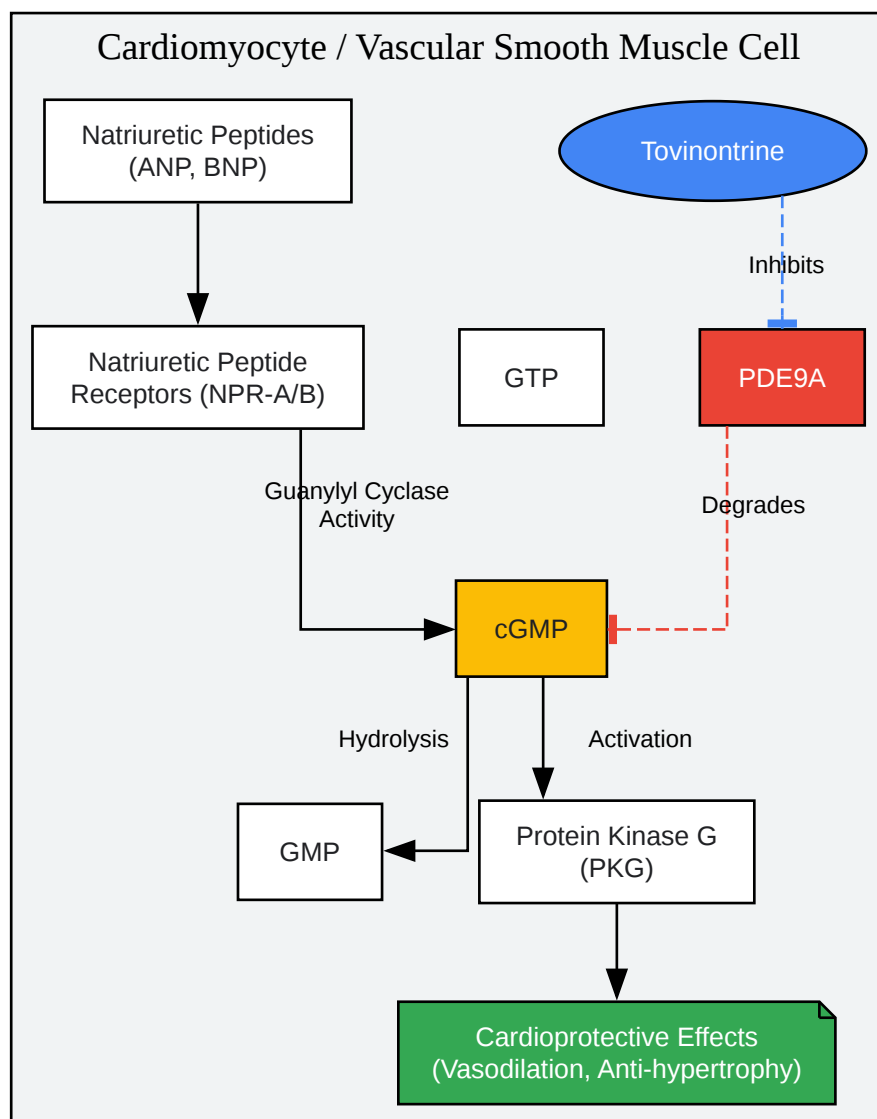 Cardiomyocyte / Vascular Smooth Muscle Cell
Natriuretic Peptides
(ANP, BNP)
Tovinontrine
Inhibits
Natriuretic Peptide
Receptors (NPR-A/B)
GTP
PDE9A
Guanylyl Cyclase
Activity
Degrades
cGMP
Hydrolysis
Activation
GMP
Protein Kinase G
(PKG)
Cardioprotective Effects
(Vasodilation, Anti-hypertrophy)